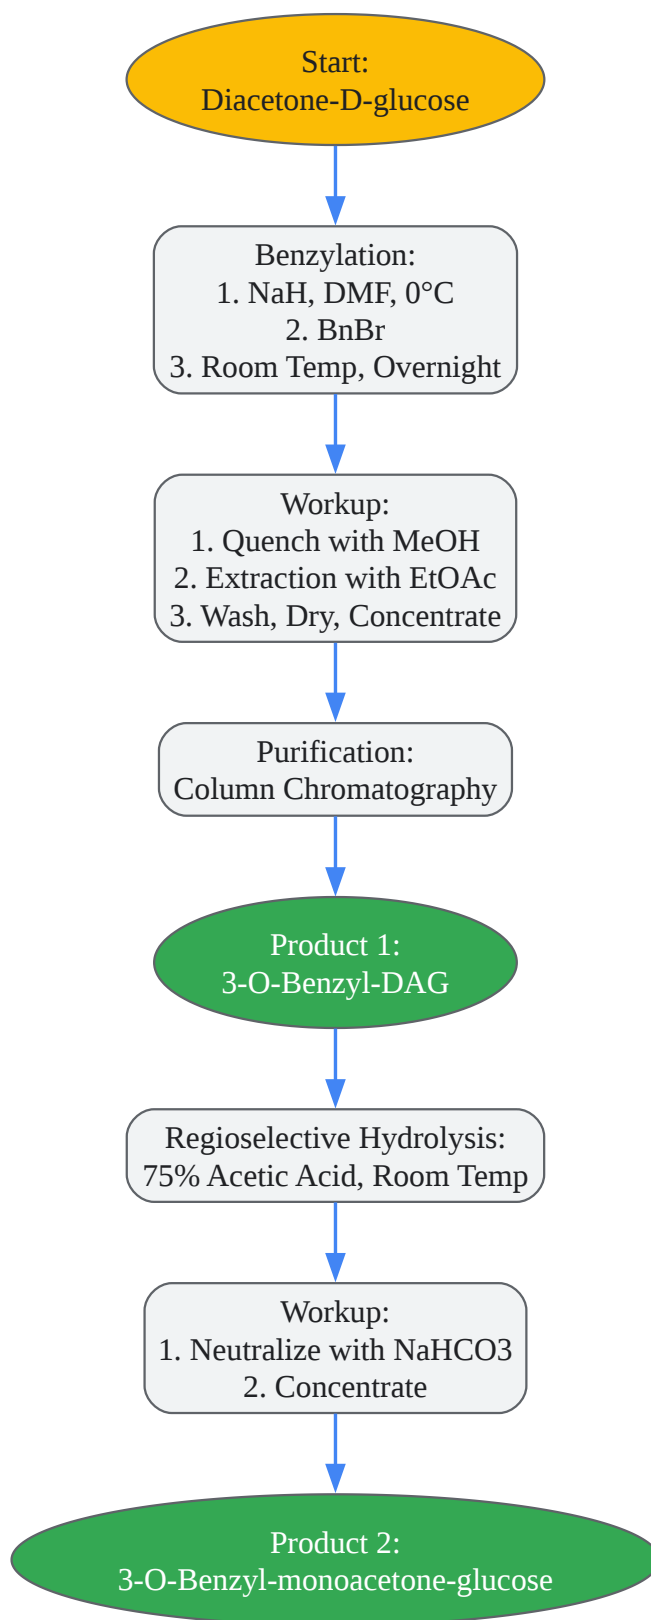 Start:
Diacetone-D-glucose
Benzylation:
1. NaH, DMF, 0°C
2. BnBr
3. Room Temp, Overnight
Workup:
1. Quench with MeOH
2. Extraction with EtOAc
3. Wash, Dry, Concentrate
Purification:
Column Chromatography
Product 1:
3-O-Benzyl-DAG
Regioselective Hydrolysis:
75% Acetic Acid, Room Temp
Workup:
1. Neutralize with NaHCO3
2. Concentrate
Product 2:
3-O-Benzyl-monoacetone-glucose